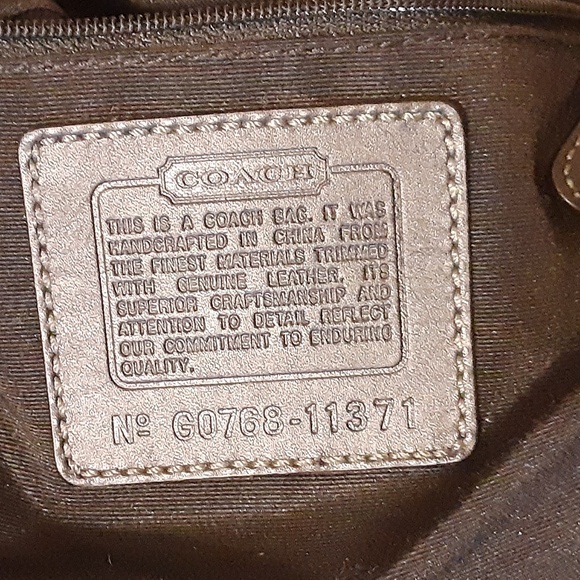 COACH
THIS IS A COACH BAG. IT WAS
HANDCRAFTED IN CHINA FROM
THE FINEST MATERIALS TRIMMED
WITH GENUINE LEATHER. ITS
SUPERIOR CRAFTSMANSHIP AND
ATTENTION TO DETAIL REFLECT
OUR COMMITMENT TO ENDURING
QUALITY.
Nº G0768-11371